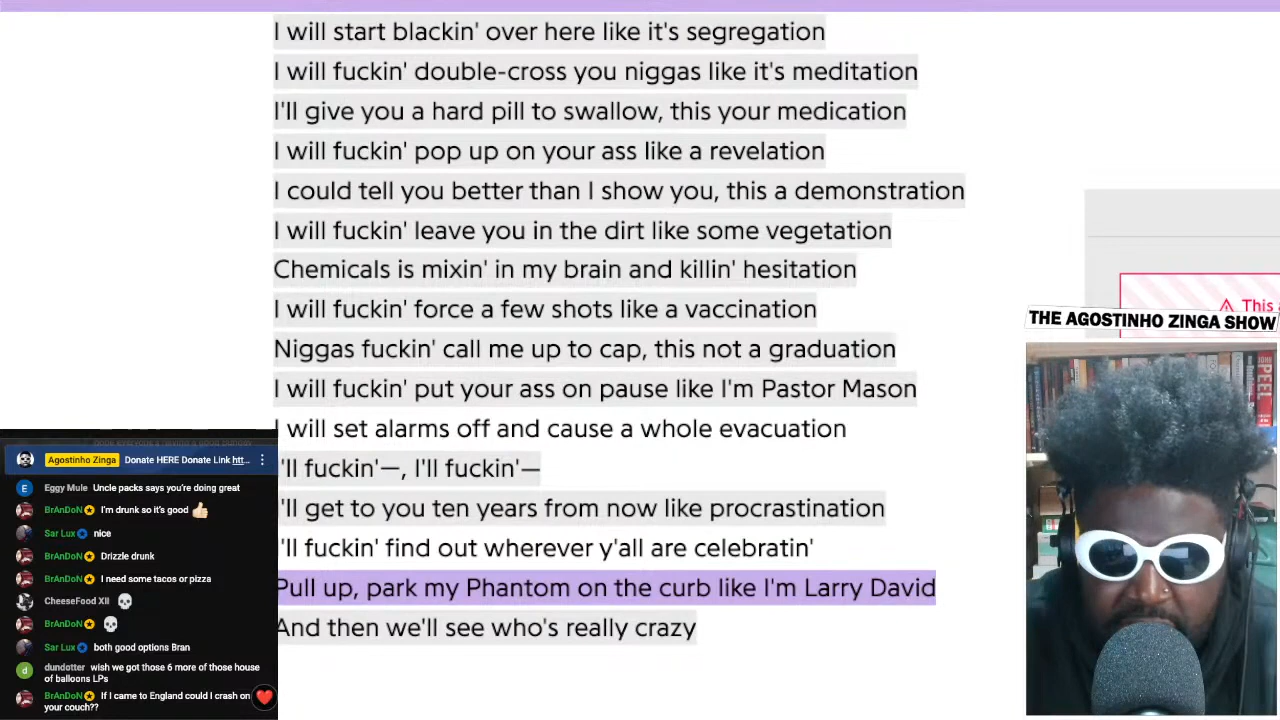 I will start blackin' over here like it's segregation
I will fuckin' double-cross you niggas like it's meditation
I'll give you a hard pill to swallow, this your medication
I will fuckin' pop up on your ass like a revelation
I could tell you better than I show you, this a demonstration
I will fuckin' leave you in the dirt like some vegetation
Chemicals is mixin' in my brain and killin' hesitation
I will fuckin' force a few shots like a vaccination
Niggas fuckin' call me up to cap, this not a graduation
I will fuckin' put your ass on pause like I'm Pastor Mason
I will set alarms off and cause a whole evacuation
'll fuckin'—, I'll fuckin'—
'll get to you ten years from now like procrastination
'll fuckin' find out wherever y'all are celebratin'
Pull up, park my Phantom on the curb like I'm Larry David
And then we'll see who's really crazy
This a
THE AGOSTINHO ZINGA SHOW
Agostinho Zinga Donate HERE Donate Link htt...
Eggy Mule Uncle packs says you're doing great
BrAnDoN I'm drunk so it's good 👍
Sar Lux nice
BrAnDoN Drizzle drunk
BrAnDoN I need some tacos or pizza
CheeseFood XII 💀
BrAnDoN 💀
Sar Lux both good options Bran
dundotter wish we got those 6 more of those house
of balloons LPs
BrAnDoN If I came to England could I crash on
your couch??
PEEL